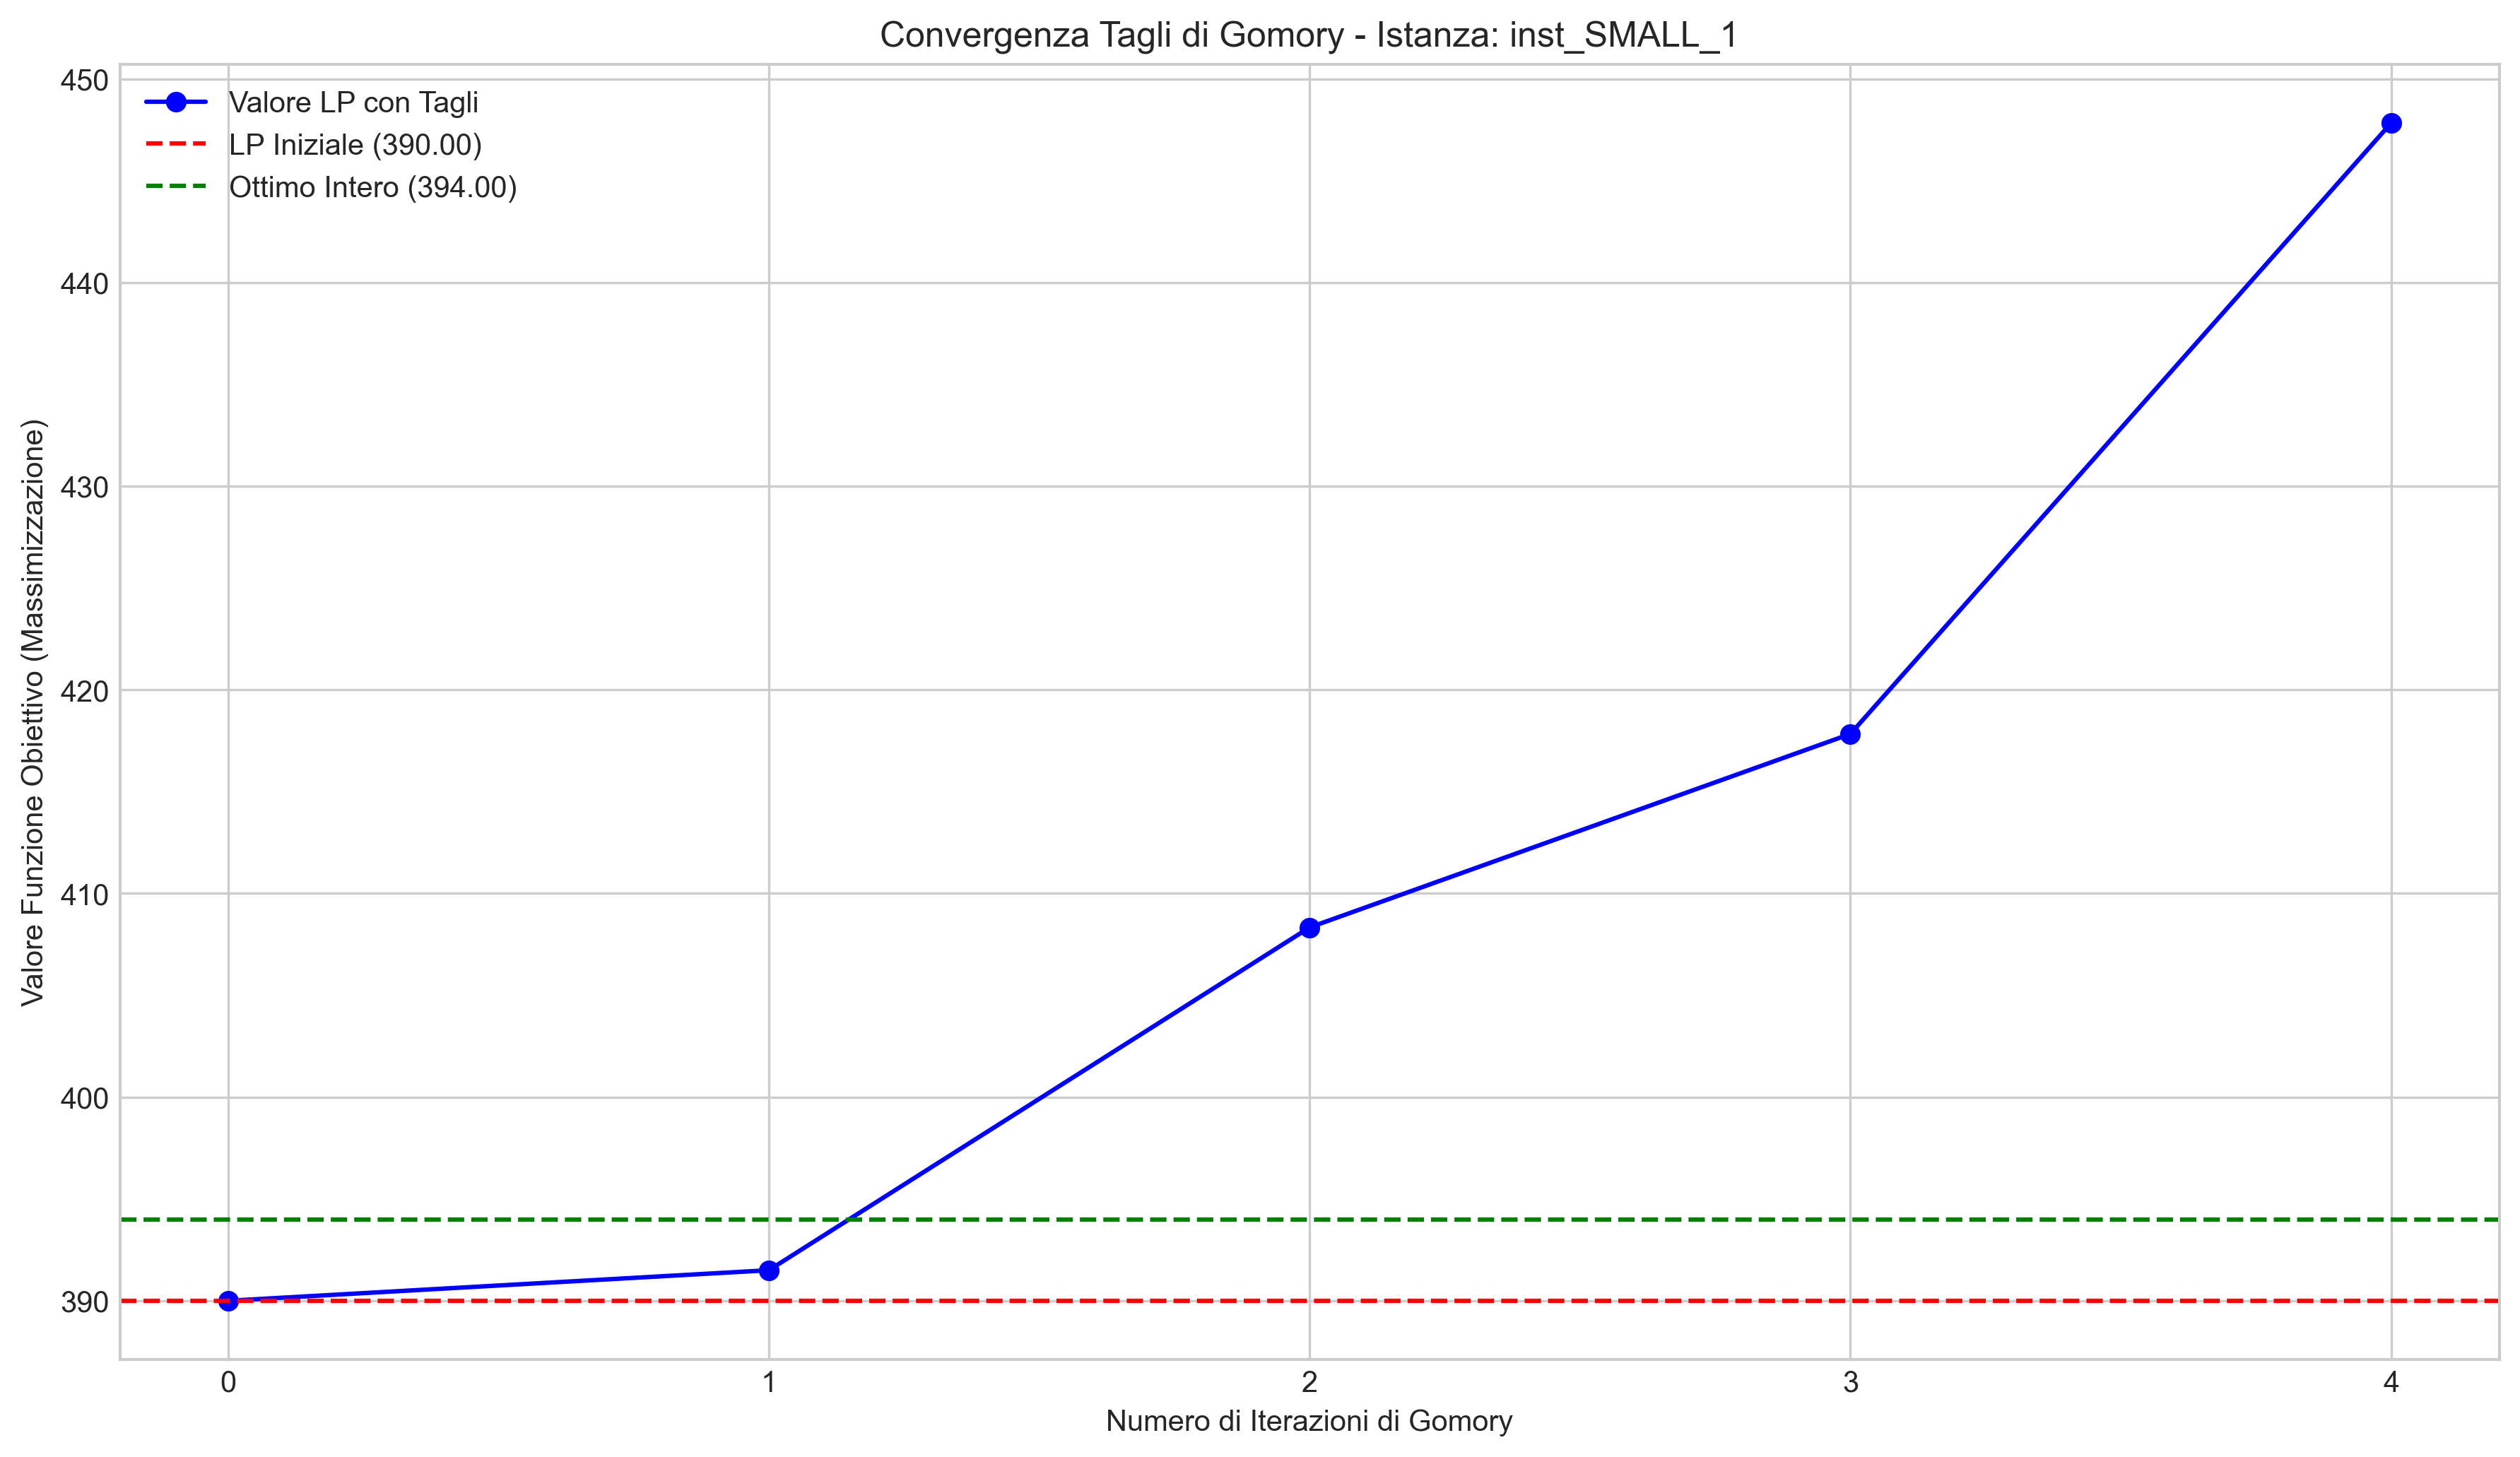 Convergenza Tagli di Gomory - Istanza: inst_SMALL_1
Valore LP con Tagli
LP Iniziale (390.00)
Ottimo Intero (394.00)
Valore Funzione Obiettivo (Massimizzazione)
450
440
430
420
410
400
390
0 1 2 3 4
Numero di Iterazioni di Gomory